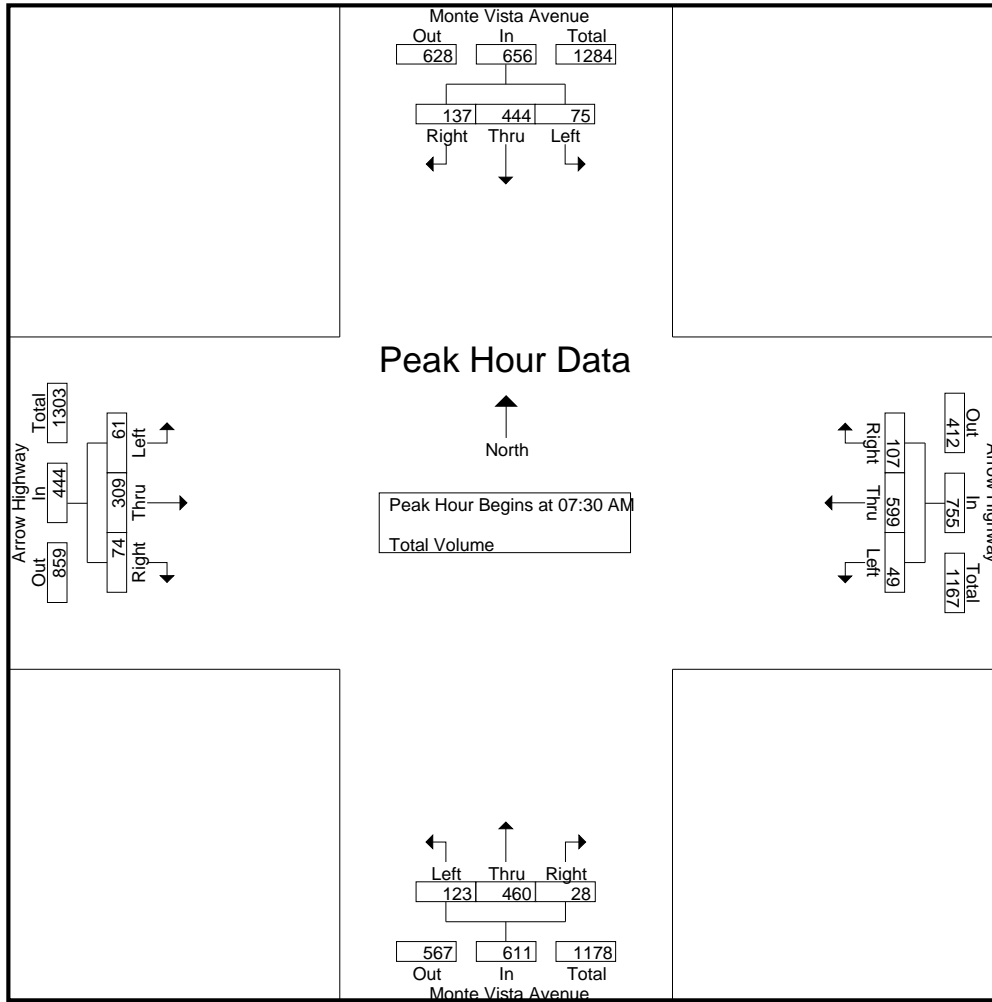 Monte Vista Avenue
Out In Total
628 656 1284
137 444 75
Right Thru Left
Peak Hour Data
North
Peak Hour Begins at 07:30 AM
Total Volume
Arrow Highway
Out In Total
859 444 1303
Left Thru Right
61 309 74
Arrow Highway
Out In Total
412 755 1167
Right Thru Left
107 599 49
Left Thru Right
123 460 28
567 611 1178
Out In Total
Monte Vista Avenue